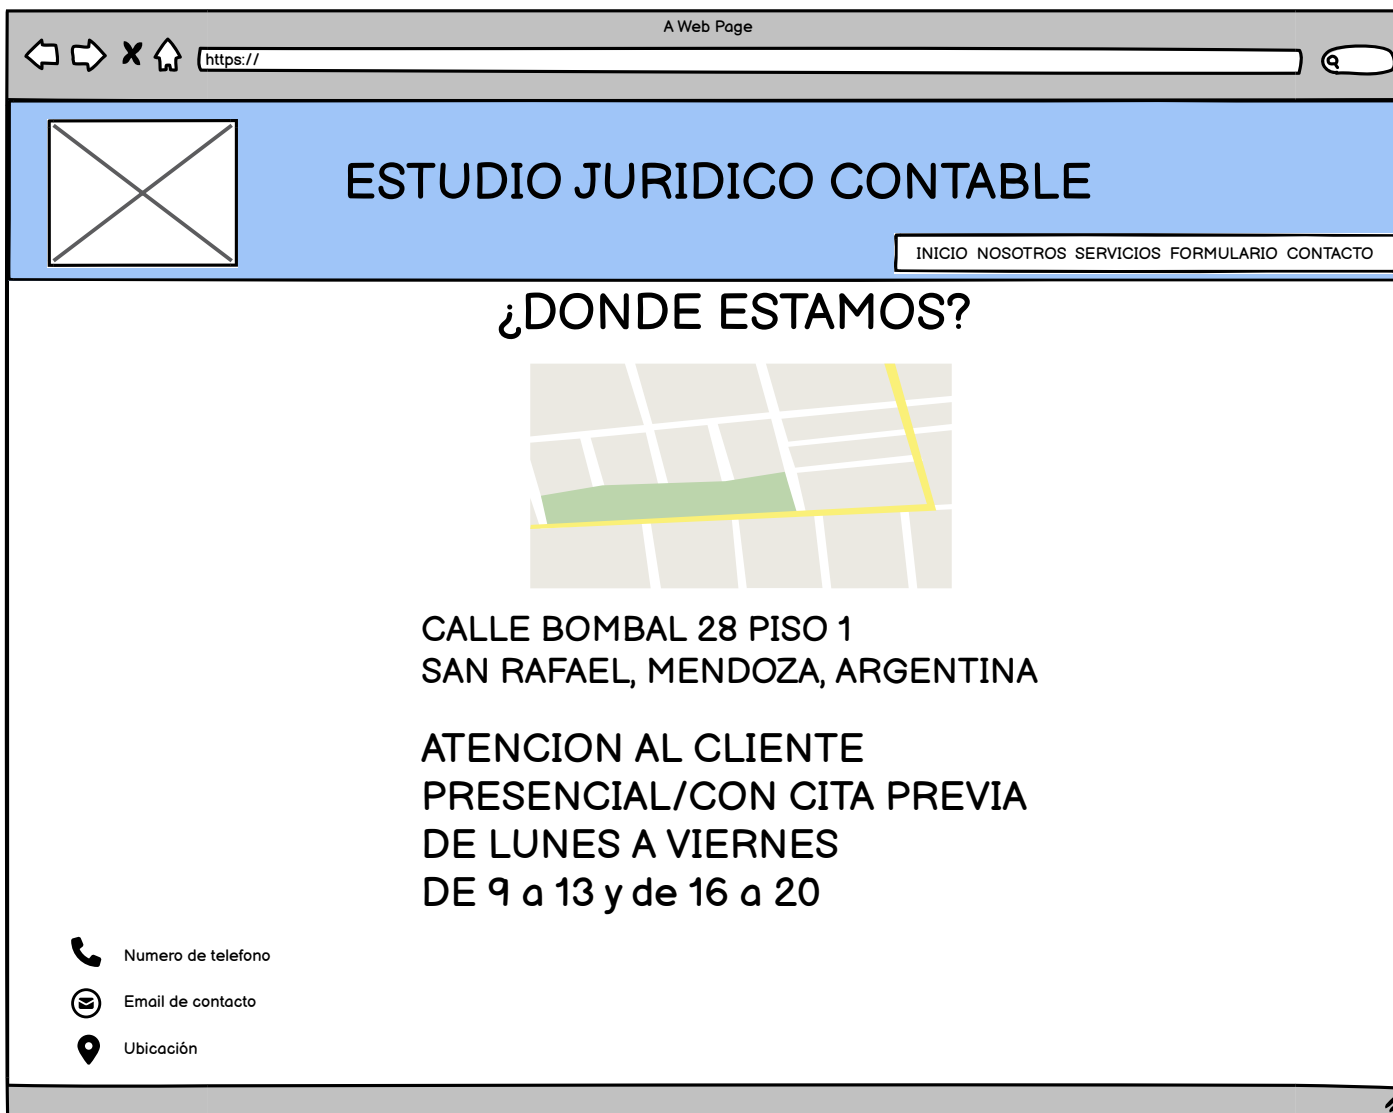 A Web Page
https://
ESTUDIO JURIDICO CONTABLE
INICIO NOSOTROS SERVICIOS FORMULARIO CONTACTO
¿DONDE ESTAMOS?
CALLE BOMBAL 28 PISO 1
SAN RAFAEL, MENDOZA, ARGENTINA
ATENCION AL CLIENTE
PRESENCIAL/CON CITA PREVIA
DE LUNES A VIERNES
DE 9 a 13 y de 16 a 20
Numero de telefono
Email de contacto
Ubicación